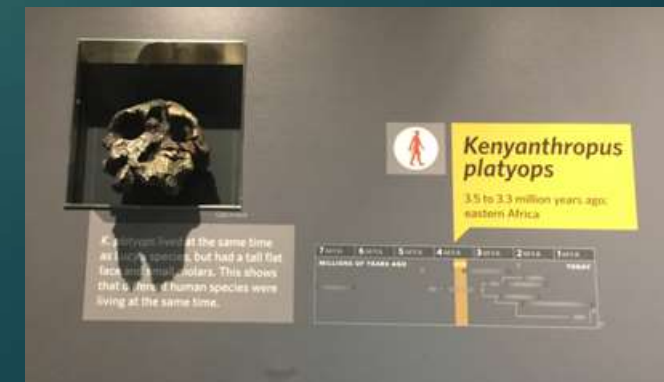 Kenyanthropus
platyops
3.5 to 3.3 million years ago;
eastern Africa
K. platyops lived at the same time
as Lucy's species, but had a tall flat
face and small molars. This shows
that different human species were
living at the same time.
7 MYA 6 MYA 5 MYA 4 MYA 3 MYA 2 MYA 1 MYA
MILLIONS OF YEARS AGO TODAY